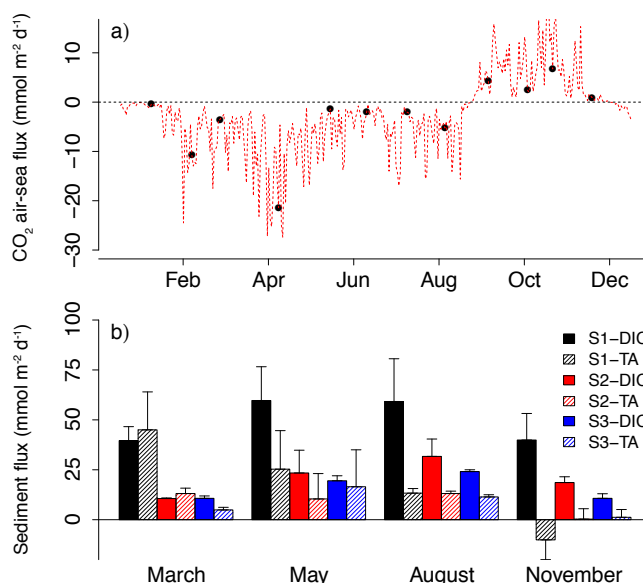 a)
CO2 air-sea flux (mmol m-2 d-1)
0
-10
-20
-30
Feb Apr Jun Aug Oct Dec
b)
Sediment flux (mmol m-2 d-1)
100
75
50
25
0
S1-DIC
S1-TA
S2-DIC
S2-TA
S3-DIC
S3-TA
March May August November